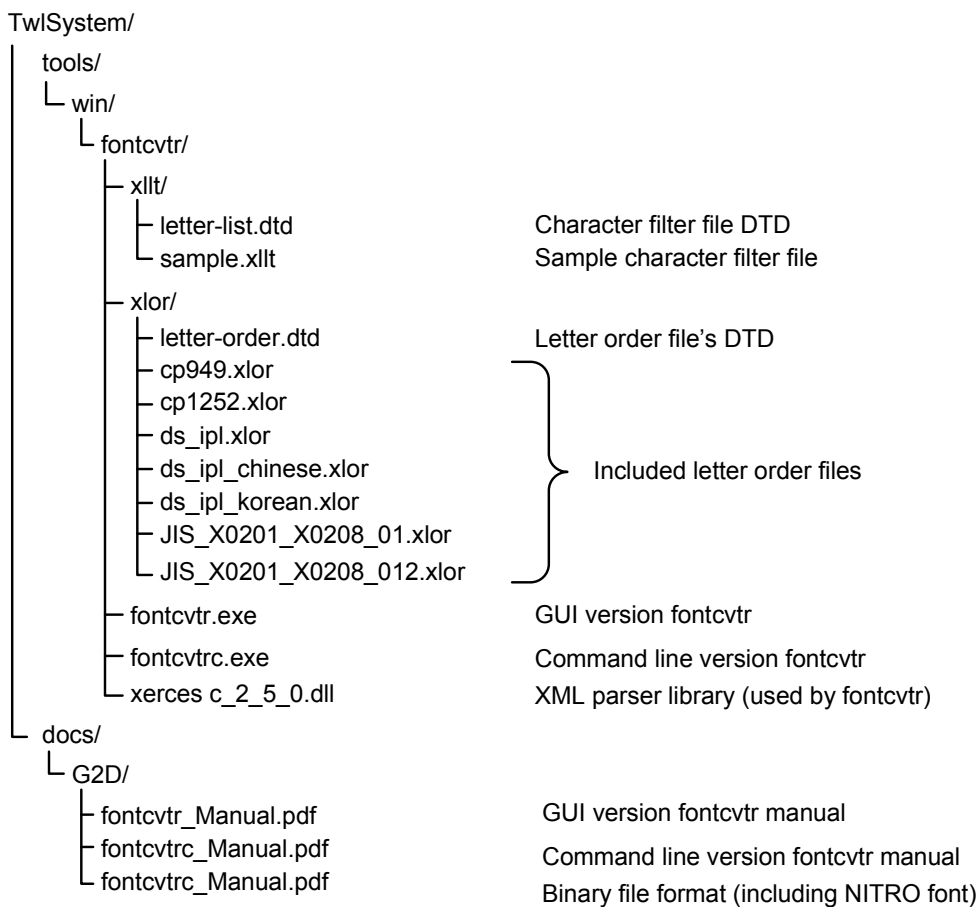 TwlSystem/
tools/
win/
fontcvtr/
xllt/
letter-list.dtd Character filter file DTD
sample.xllt Sample character filter file
xlor/
letter-order.dtd Letter order file's DTD
cp949.xlor
cp1252.xlor
ds_ipl.xlor
ds_ipl_chinese.xlor Included letter order files
ds_ipl_korean.xlor
JIS_X0201_X0208_01.xlor
JIS_X0201_X0208_012.xlor
fontcvtr.exe GUI version fontcvtr
fontcvtrc.exe Command line version fontcvtr
xerces c_2_5_0.dll XML parser library (used by fontcvtr)
docs/
G2D/
fontcvtr_Manual.pdf GUI version fontcvtr manual
fontcvtrc_Manual.pdf Command line version fontcvtr manual
fontcvtrc_Manual.pdf Binary file format (including NITRO font)